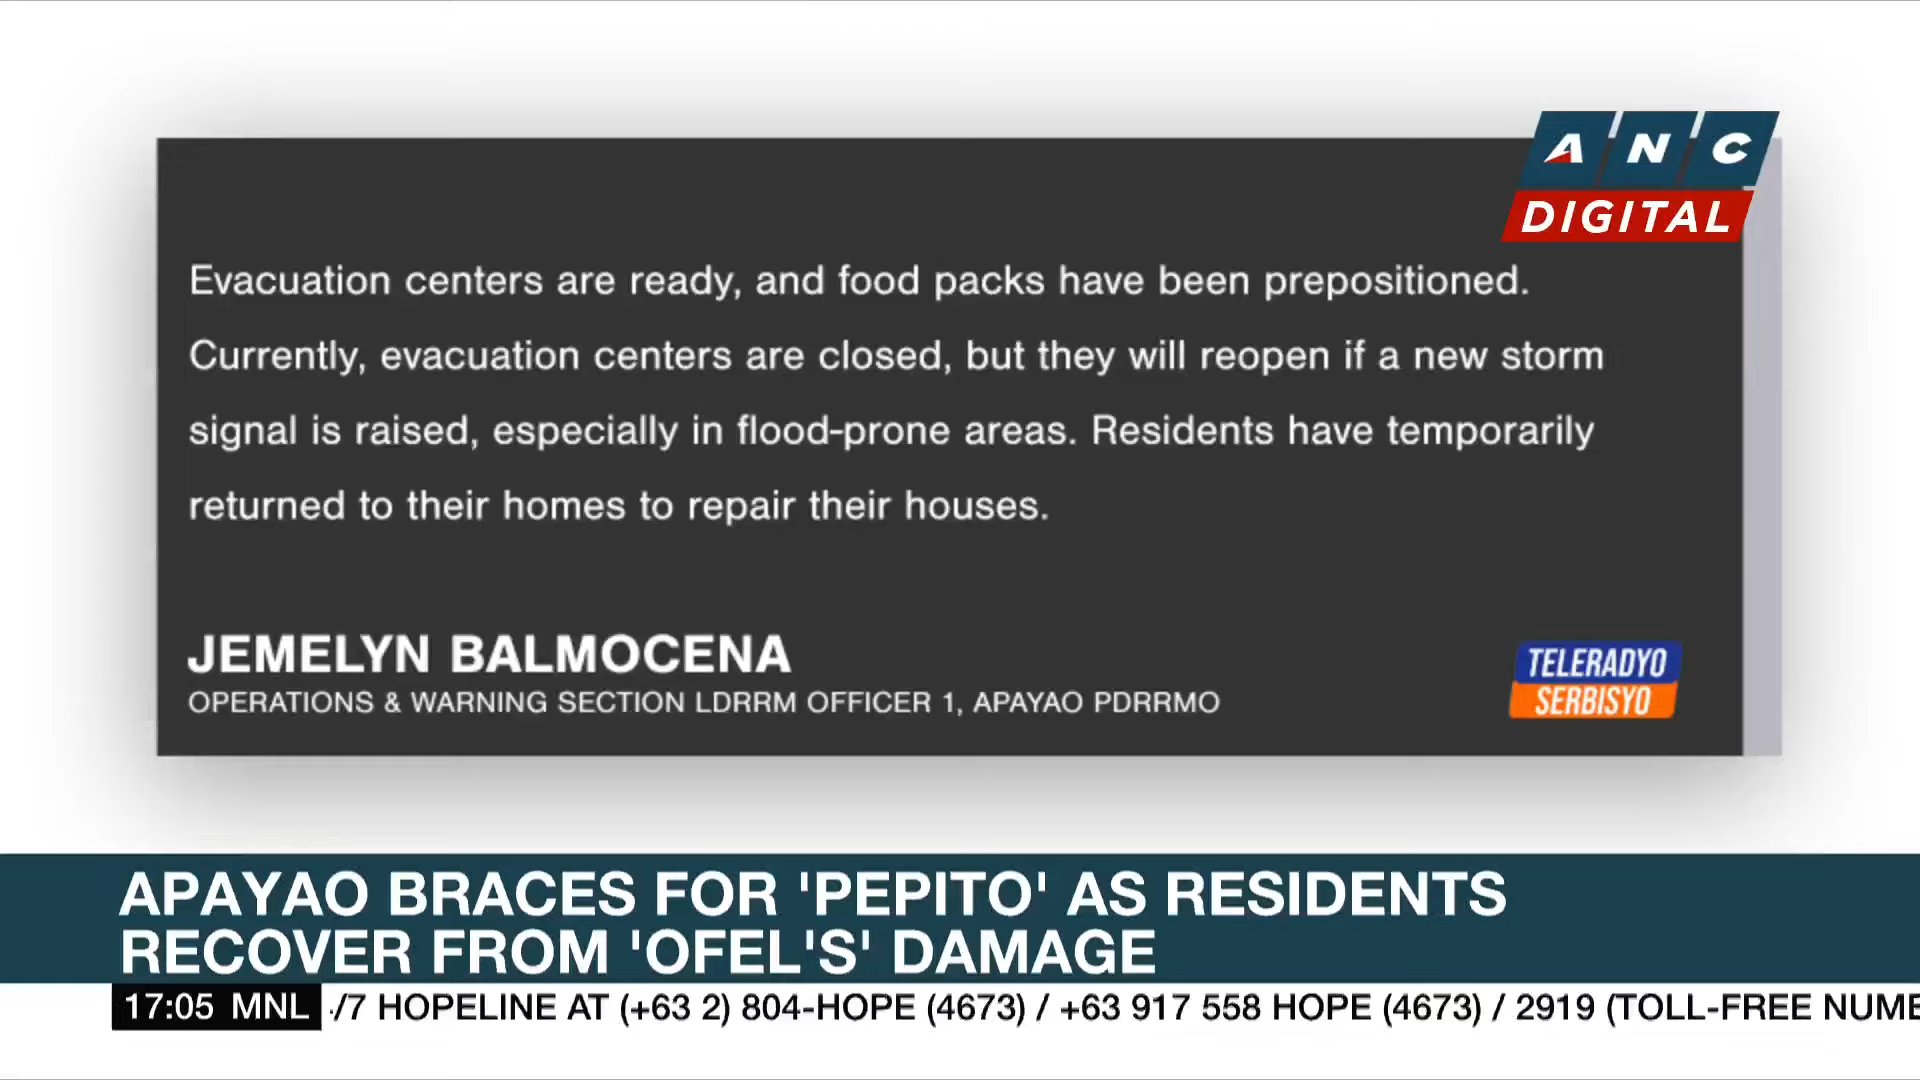 ANC
DIGITAL
Evacuation centers are ready, and food packs have been prepositioned.
Currently, evacuation centers are closed, but they will reopen if a new storm
signal is raised, especially in flood-prone areas. Residents have temporarily
returned to their homes to repair their houses.
JEMELYN BALMOCENA
OPERATIONS & WARNING SECTION LDRRM OFFICER 1, APAYAO PDRRMO
TELERADYO
SERBISYO
APAYAO BRACES FOR 'PEPITO' AS RESIDENTS
RECOVER FROM 'OFEL'S' DAMAGE
17:05 MNL /7 HOPELINE AT (+63 2) 804-HOPE (4673) / +63 917 558 HOPE (4673) / 2919 (TOLL-FREE